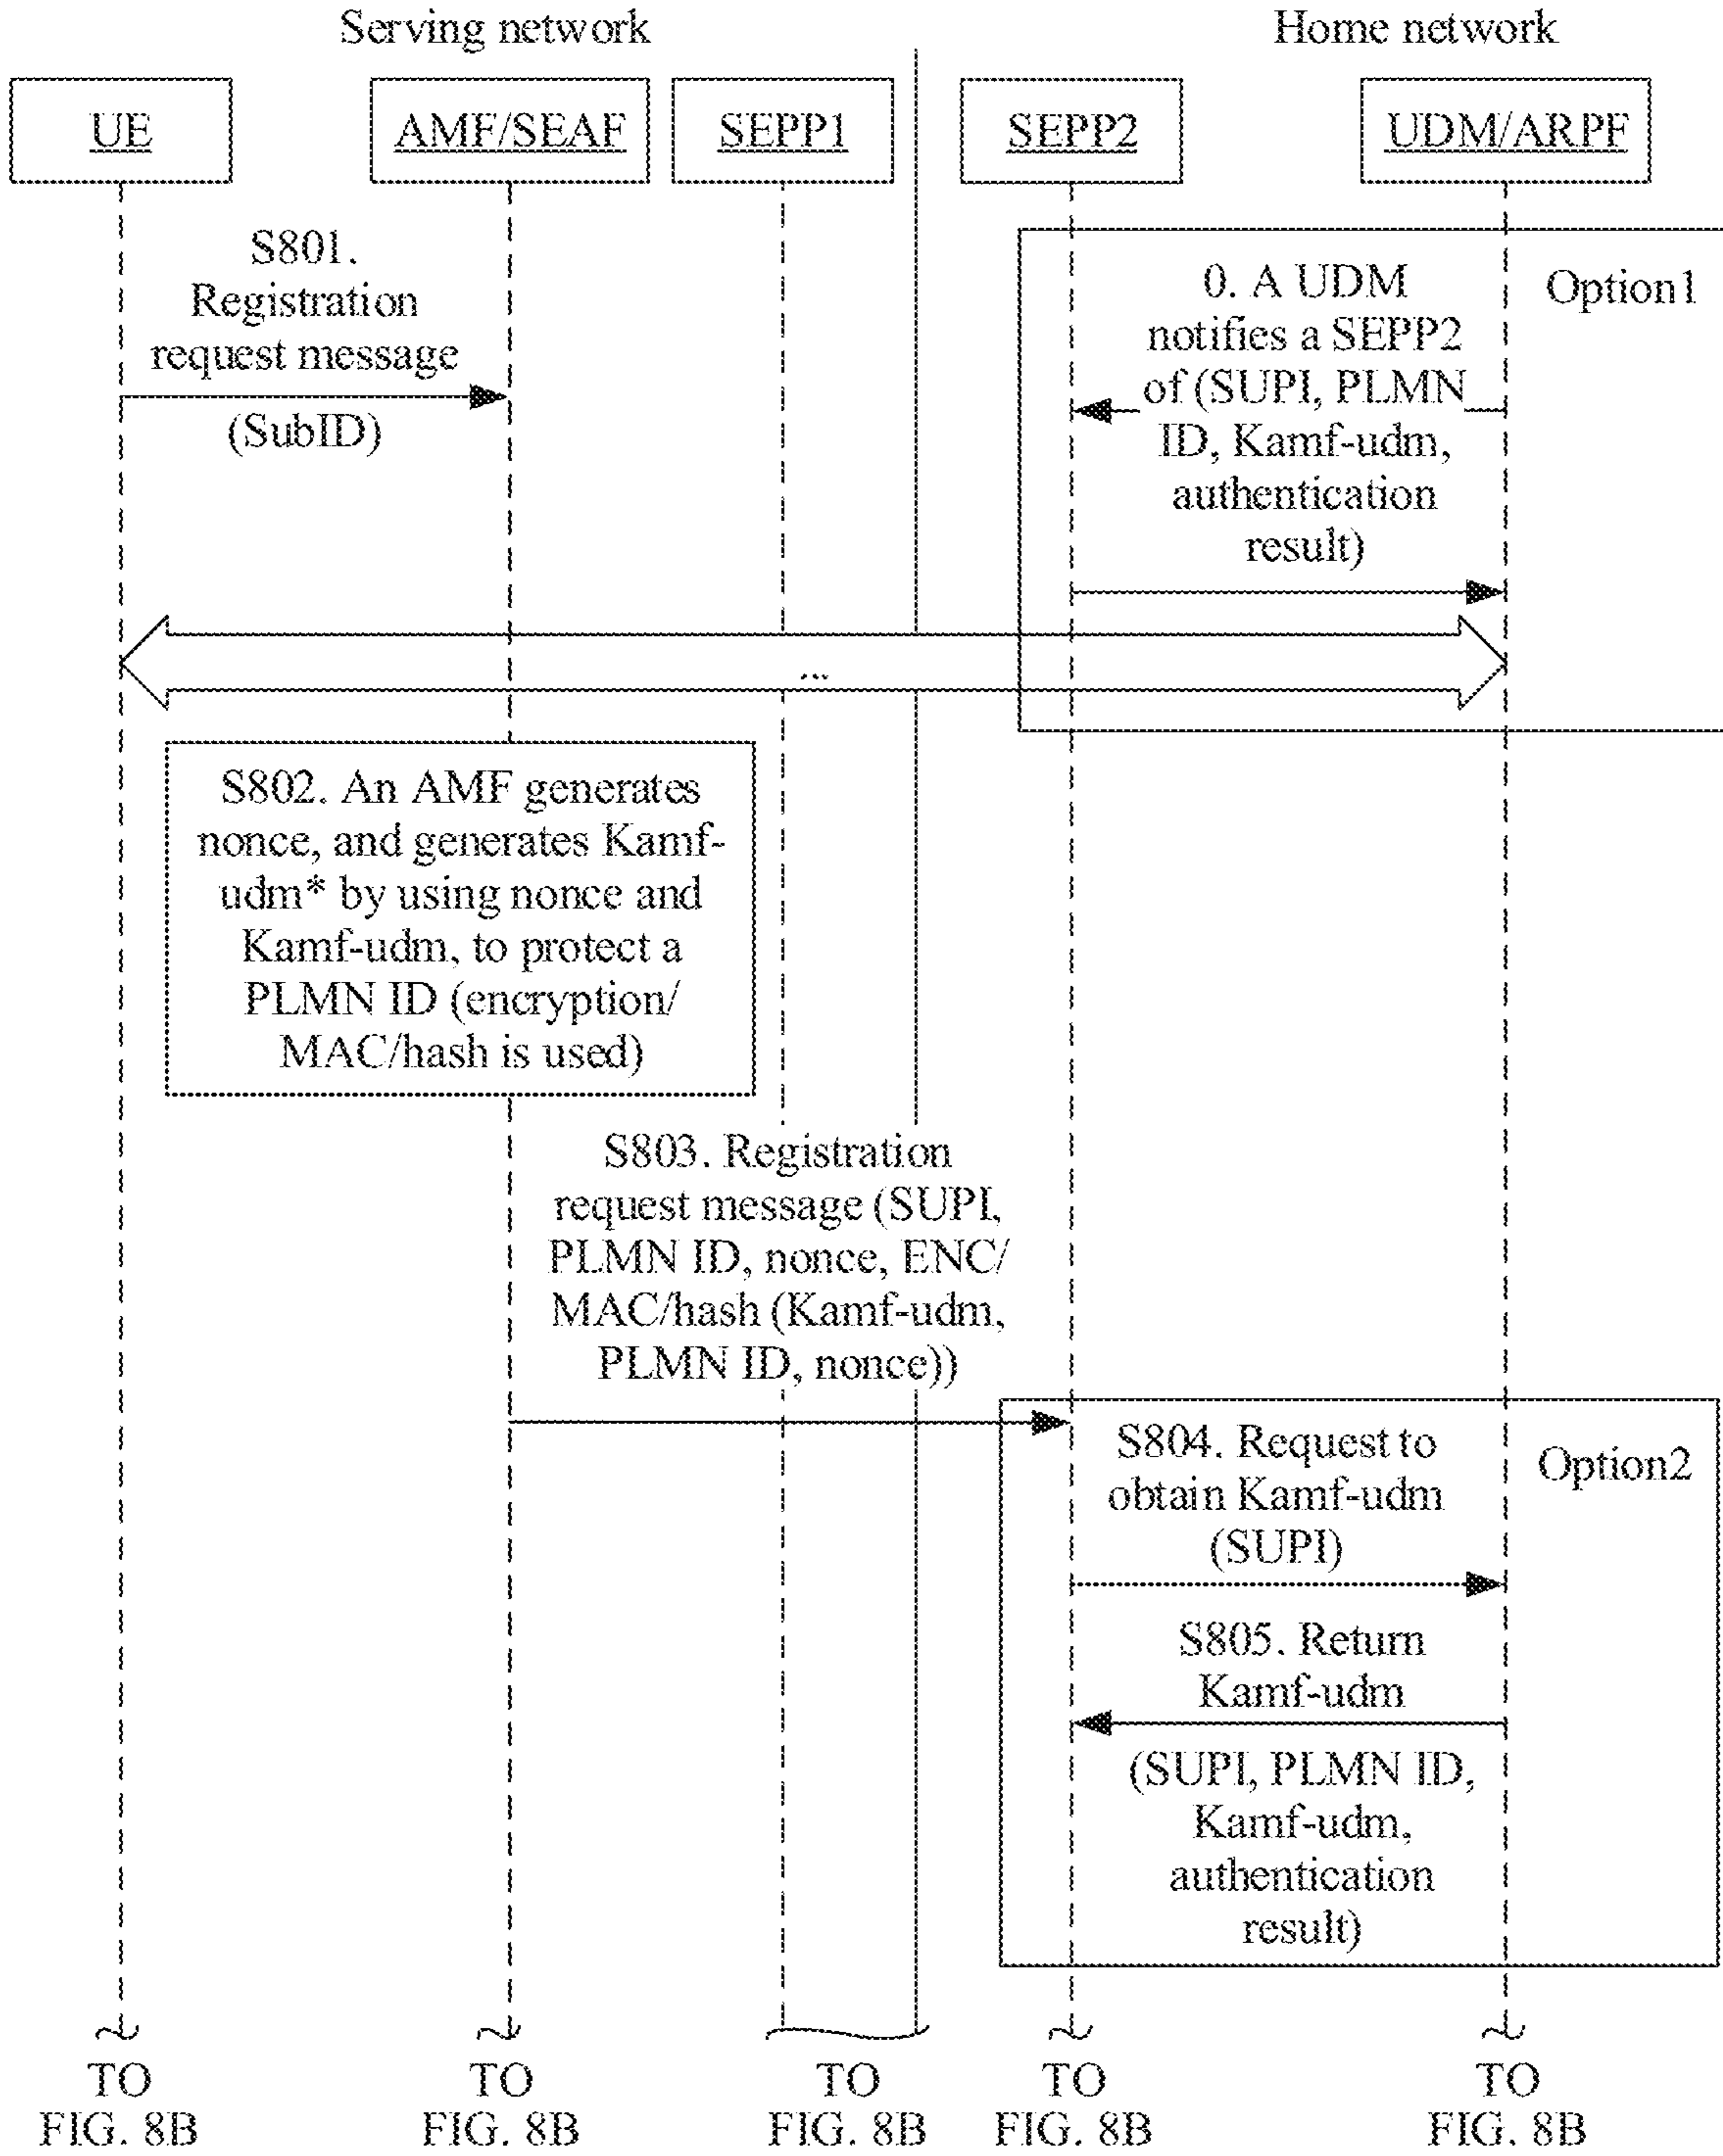 Serving network
Home network
UE
AMF/SEAF
SEPP1
SEPP2
UDM/ARPF
S801.
Registration
request message
(SubID)
0. A UDM
notifies a SEPP2
of (SUPI, PLMN
ID, Kamf-udm,
authentication
result)
Option1
...
S802. An AMF generates
nonce, and generates Kamf-
udm* by using nonce and
Kamf-udm, to protect a
PLMN ID (encryption/
MAC/hash is used)
S803. Registration
request message (SUPI,
PLMN ID, nonce, ENC/
MAC/hash (Kamf-udm,
PLMN ID, nonce))
S804. Request to
obtain Kamf-udm
(SUPI)
Option2
S805. Return
Kamf-udm
(SUPI, PLMN ID,
Kamf-udm,
authentication
result)
TO
FIG. 8B
TO
FIG. 8B
TO
FIG. 8B
TO
FIG. 8B
TO
FIG. 8B